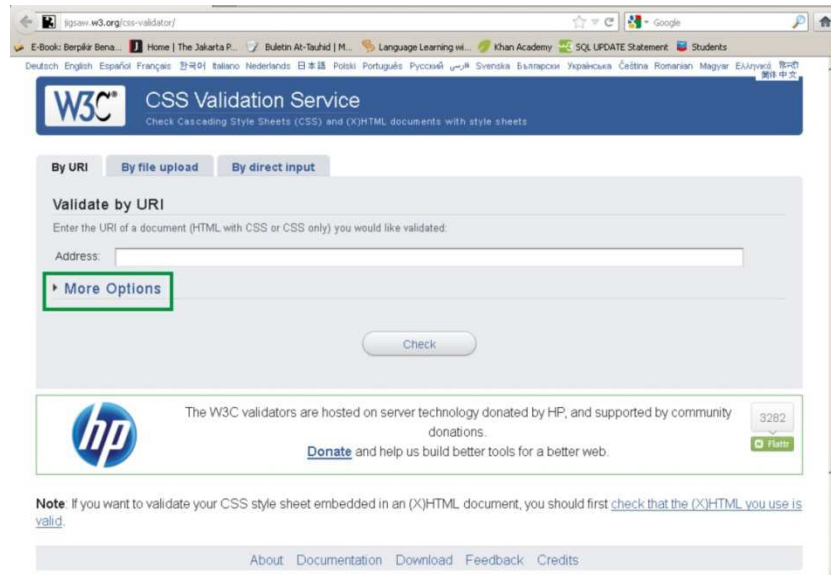 jigsaw.w3.org/css-validator/ Google
E-Book: Berpikir Bena... Home | The Jakarta P... Buletin At-Tauhid | M... Language Learning wi... Khan Academy SQL UPDATE Statement Students
Deutsch English Español Français 한국어 Italiano Nederlands 日本語 Polski Português Русский فارسی Svenska Български Українська Čeština Romanian Magyar Ελληνικά हिन्दी
简体中文
W3C® CSS Validation Service
Check Cascading Style Sheets (CSS) and (X)HTML documents with style sheets
By URI By file upload By direct input
Validate by URI
Enter the URI of a document (HTML with CSS or CSS only) you would like validated:
Address:
More Options
Check
hp
The W3C validators are hosted on server technology donated by HP, and supported by community
donations.
Donate and help us build better tools for a better web.
3282
Flattr
Note: If you want to validate your CSS style sheet embedded in an (X)HTML document, you should first check that the (X)HTML you use is
valid.
About Documentation Download Feedback Credits